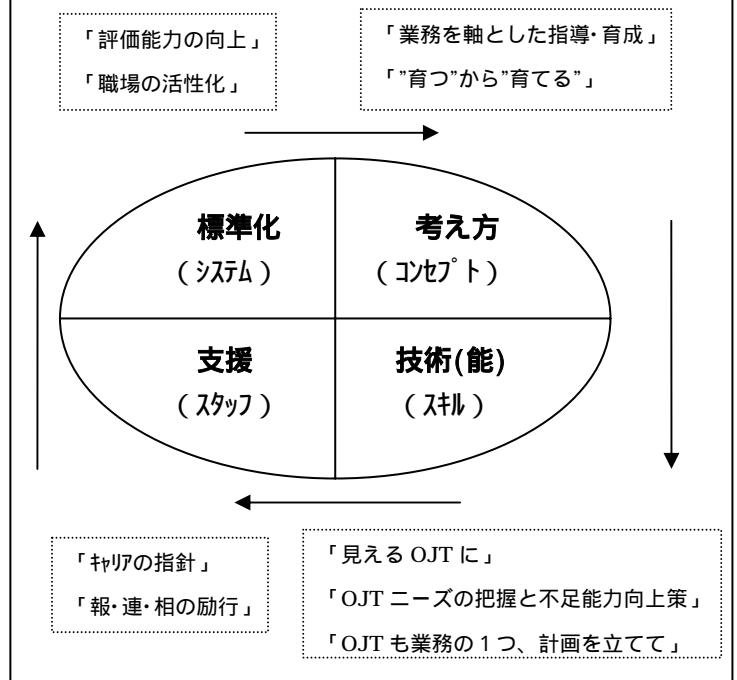 「評価能力の向上」
「職場の活性化」
「業務を軸とした指導・育成」
「”育つ”から”育てる”」
標準化
（ｼｽﾃﾑ）
考え方
（ｺﾝｾﾌﾟﾄ）
支援
（ｽﾀｯﾌ）
技術(能)
（ｽｷﾙ）
「ｷｬﾘｱの指針」
「報・連・相の励行」
「見える OJT に」
「OJT ニーズの把握と不足能力向上策」
「OJT も業務の１つ、計画を立てて」